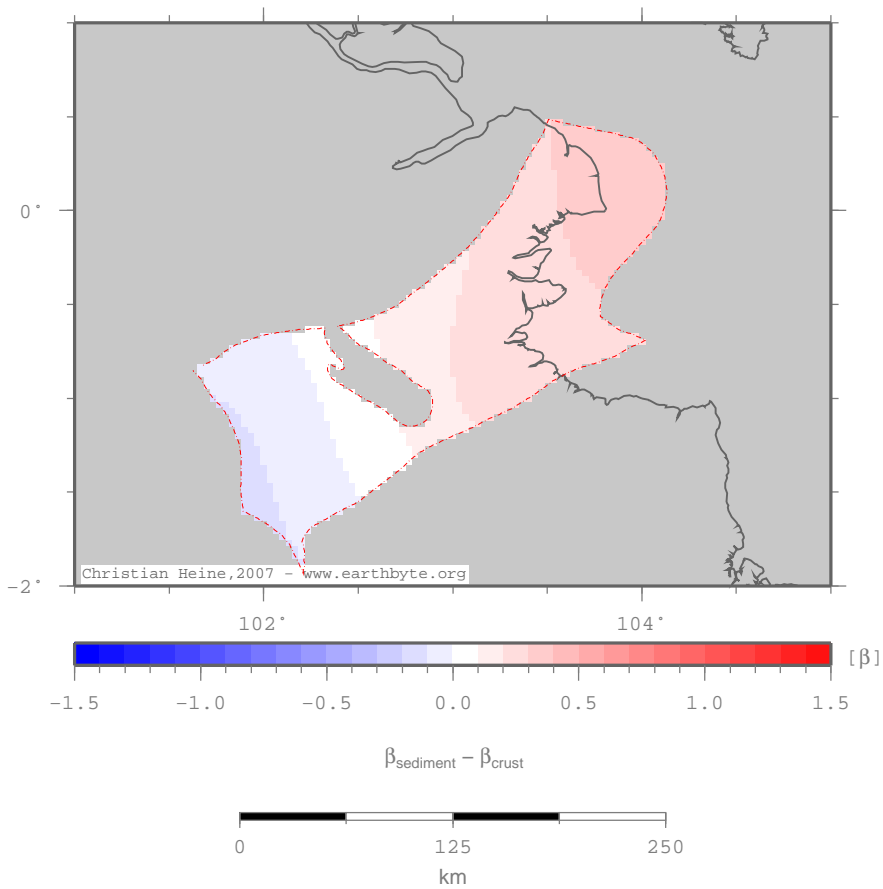 0°
-2°
Christian Heine,2007 - www.earthbyte.org
102° 104°
[β]
-1.5 -1.0 -0.5 0.0 0.5 1.0 1.5
βsediment – βcrust
0 125 250
km